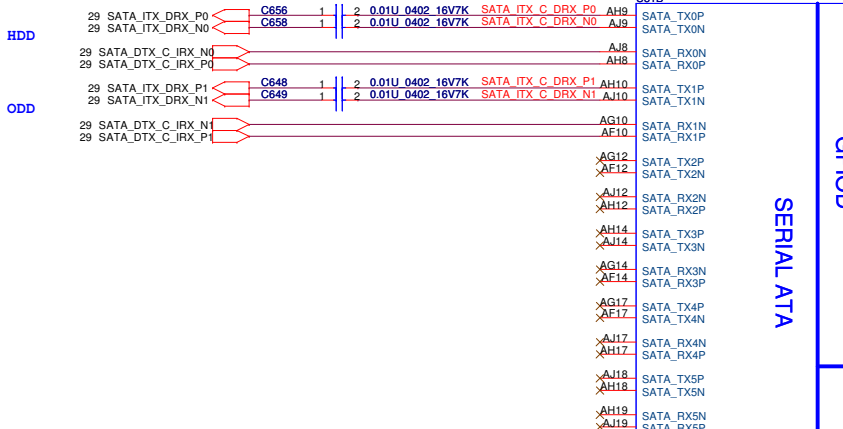 29 SATA_ITX_DRX_P0 C656 1 2 0.01U_0402_16V7K SATA_ITX_C_DRX_P0 AH9 SATA_TX0P
29 SATA_ITX_DRX_N0 C658 1 2 0.01U_0402_16V7K SATA_ITX_C_DRX_N0 AJ9 SATA_TX0N
HDD
29 SATA_DTX_C_IRX_N0 AJ8 SATA_RX0N
29 SATA_DTX_C_IRX_P0 AH8 SATA_RX0P
29 SATA_ITX_DRX_P1 C648 1 2 0.01U_0402_16V7K SATA_ITX_C_DRX_P1 AH10 SATA_TX1P
29 SATA_ITX_DRX_N1 C649 1 2 0.01U_0402_16V7K SATA_ITX_C_DRX_N1 AJ10 SATA_TX1N
ODD
29 SATA_DTX_C_IRX_N1 AG10 SATA_RX1N
29 SATA_DTX_C_IRX_P1 AF10 SATA_RX1P
AG12 SATA_TX2P
AF12 SATA_TX2N
AJ12 SATA_RX2N
AH12 SATA_RX2P
AH14 SATA_TX3P
AJ14 SATA_TX3N
AG14 SATA_RX3N
AF14 SATA_RX3P
AG17 SATA_TX4P
AF17 SATA_TX4N
AJ17 SATA_RX4N
AH17 SATA_RX4P
AJ18 SATA_TX5P
AH18 SATA_TX5N
AH19 SATA_RX5N
AJ19 SATA_RX5P
SERIAL ATA